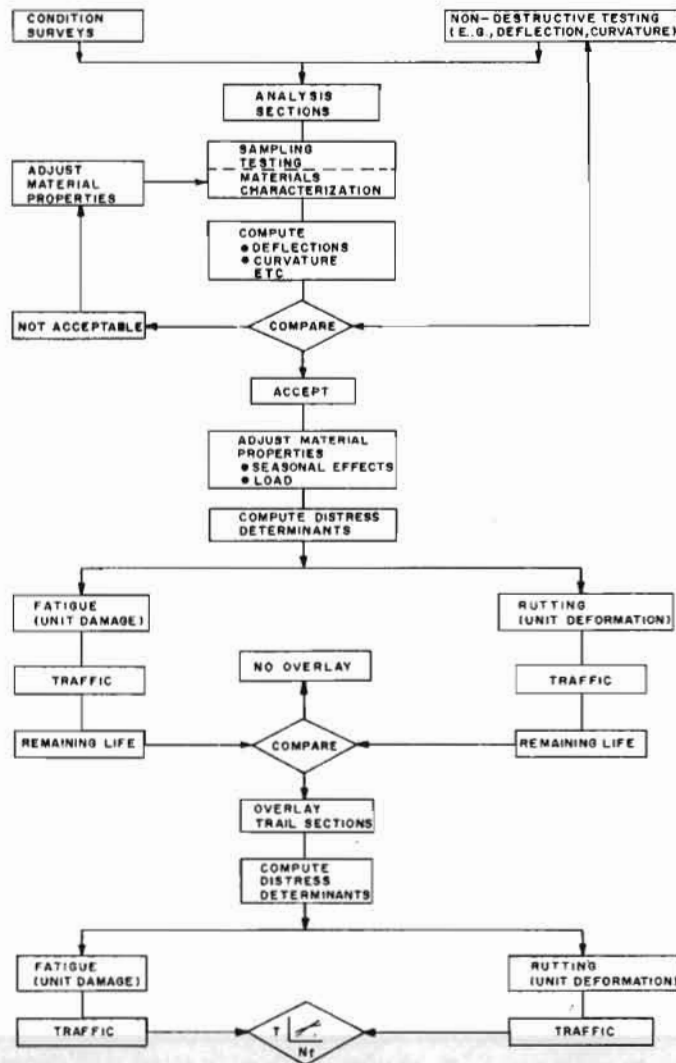 CONDITION
SURVEYS
NON-DESTRUCTIVE TESTING
(E.G., DEFLECTION, CURVATURE)
ANALYSIS
SECTIONS
SAMPLING
TESTING
MATERIALS
CHARACTERIZATION
ADJUST
MATERIAL
PROPERTIES
COMPUTE
• DEFLECTIONS
• CURVATURE
ETC
NOT ACCEPTABLE
COMPARE
ACCEPT
ADJUST MATERIAL
PROPERTIES
• SEASONAL EFFECTS
• LOAD
COMPUTE DISTRESS
DETERMINANTS
FATIGUE
(UNIT DAMAGE)
RUTTING
(UNIT DEFORMATION)
NO OVERLAY
TRAFFIC
TRAFFIC
REMAINING LIFE
COMPARE
REMAINING LIFE
OVERLAY
TRAIL SECTIONS
COMPUTE
DISTRESS
DETERMINANTS
FATIGUE
(UNIT DAMAGE)
RUTTING
(UNIT DEFORMATION)
TRAFFIC
T
Nf
TRAFFIC